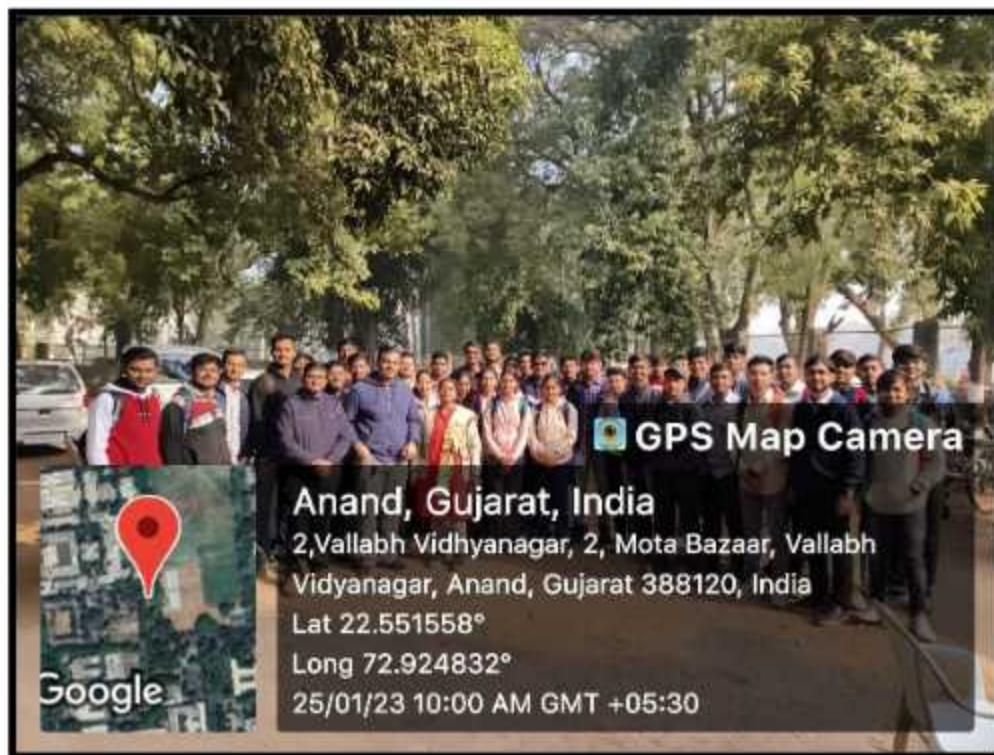 GPS Map Camera
Anand, Gujarat, India
2,Vallabh Vidhyanagar, 2, Mota Bazaar, Vallabh
Vidyanagar, Anand, Gujarat 388120, India
Lat 22.551558°
Long 72.924832°
25/01/23 10:00 AM GMT +05:30
Google